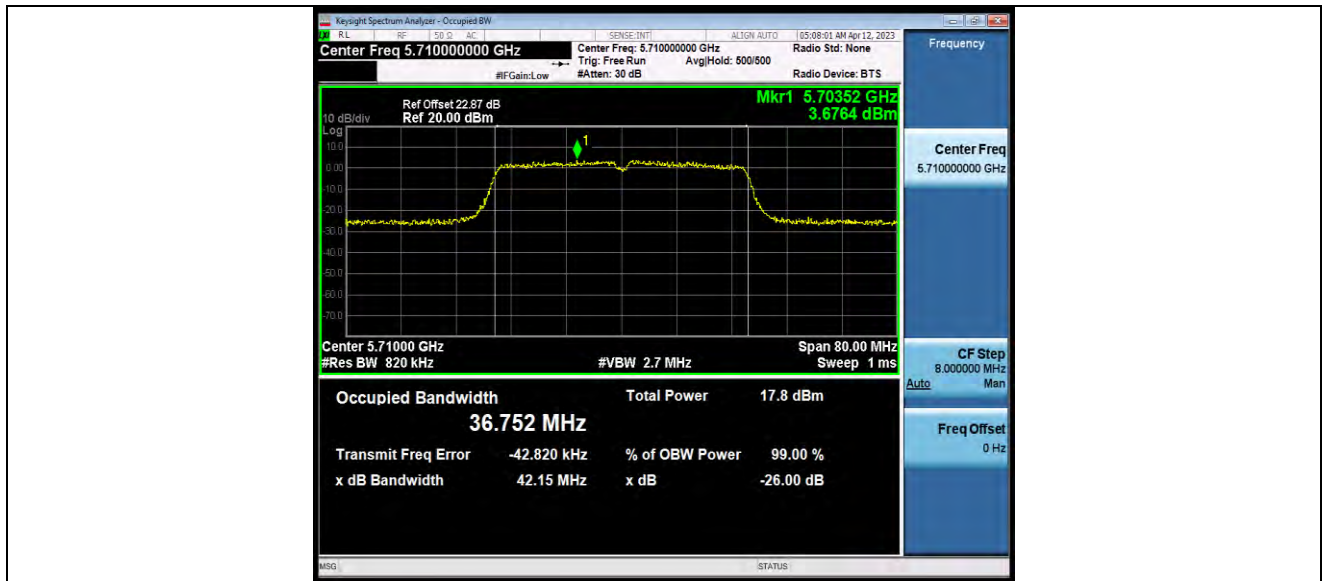 Keysight Spectrum Analyzer - Occupied BW
RL RF 50 Ω AC SENSE:INT ALIGN AUTO 05:08:01 AM Apr 12, 2023
Center Freq 5.710000000 GHz
Center Freq: 5.710000000 GHz Radio Std: None
Trig: Free Run Avg|Hold: 500/500
#IFGain:Low #Atten: 30 dB Radio Device: BTS
Frequency
Mkr1 5.70352 GHz
3.6764 dBm
Ref Offset 22.87 dB
10 dB/div Ref 20.00 dBm
Log
10.0
0.00
-10.0
-20.0
-30.0
-40.0
-50.0
-60.0
-70.0
1
Center 5.71000 GHz Span 80.00 MHz
#Res BW 820 kHz #VBW 2.7 MHz Sweep 1 ms
Center Freq
5.710000000 GHz
CF Step
8.000000 MHz
Auto Man
Freq Offset
0 Hz
Occupied Bandwidth Total Power 17.8 dBm
36.752 MHz
Transmit Freq Error -42.820 kHz % of OBW Power 99.00 %
x dB Bandwidth 42.15 MHz x dB -26.00 dB
MSG STATUS